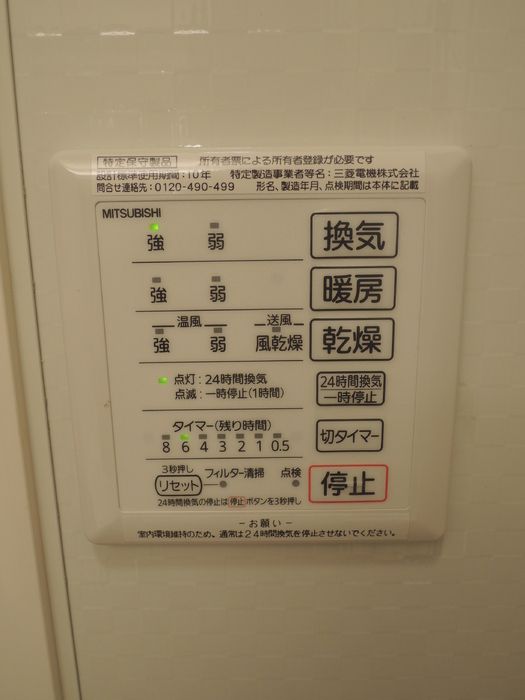 特定保守製品 所有者票による所有者登録が必要です
設計標準使用期間:10年 特定製造事業者等名:三菱電機株式会社
問合せ連絡先:0120-490-499 形名、製造年月、点検期間は本体に記載
MITSUBISHI
強 弱 換気
強 弱 暖房
温風 送風
強 弱 風乾燥 乾燥
点灯:24時間換気
点滅:一時停止(1時間)
24時間換気
一時停止
タイマー(残り時間)
8 6 4 3 2 1 0.5
切タイマー
3秒押し
リセット フィルター清掃 点検 停止
24時間換気の停止は停止ボタンを3秒押し
-お願い-
室内環境維持のため、通常は24時間換気を停止させないでください。